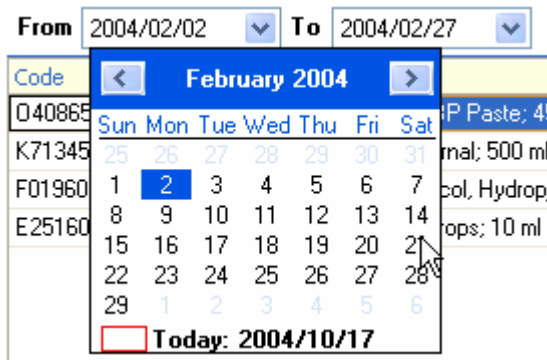 From 2004/02/02 To 2004/02/27
Code
February 2004
O40865 P Paste; 4
Sun Mon Tue Wed Thu Fri Sat
25 26 27 28 29 30 31
K71345 rnal; 500 ml
1 2 3 4 5 6 7
F01960 col, Hydrop
8 9 10 11 12 13 14
E25160 rops; 10 ml
15 16 17 18 19 20 21
22 23 24 25 26 27 28
29 1 2 3 4 5 6
Today: 2004/10/17